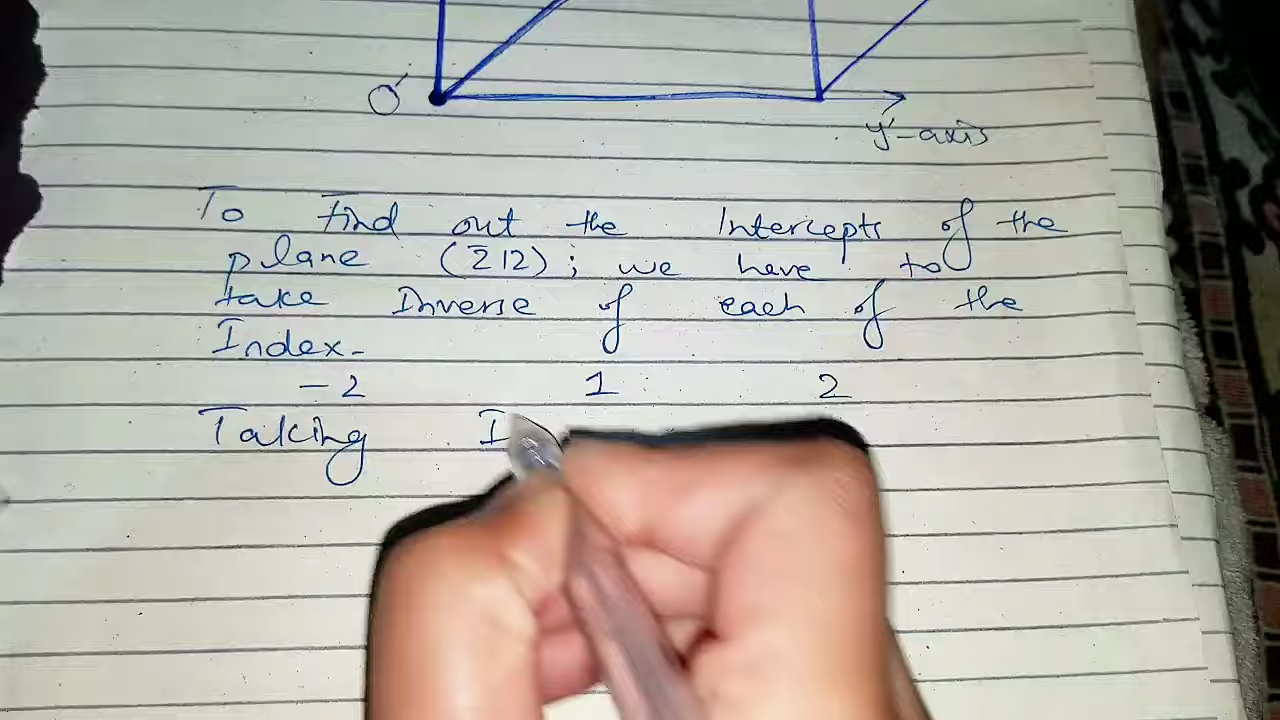 O'
y'-axis
To find out the Intercepts of the
plane (2̅12); we have to
take Inverse of each of the
Index-
-2 1 2
Taking I